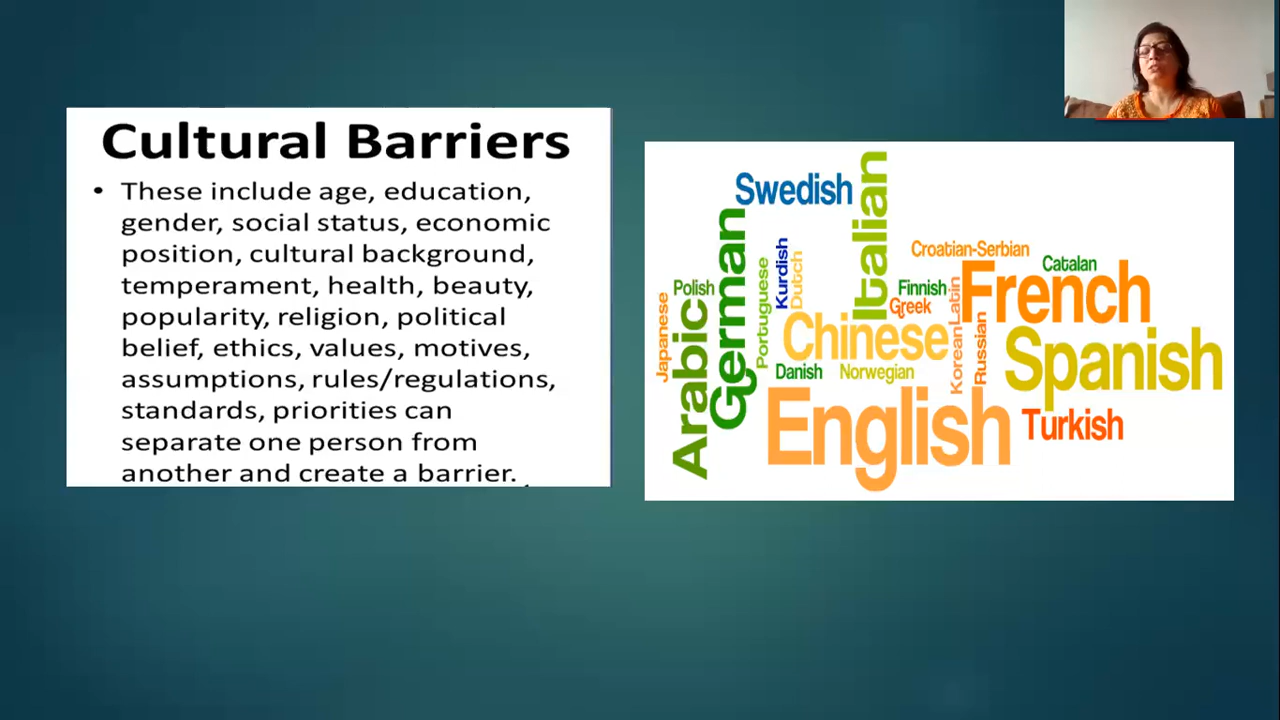 Cultural Barriers
• These include age, education,
gender, social status, economic
position, cultural background,
temperament, health, beauty,
popularity, religion, political
belief, ethics, values, motives,
assumptions, rules/regulations,
standards, priorities can
separate one person from
another and create a barrier.
Swedish
Italian
German
Kurdish
Dutch
Portuguese
Polish
Japanese
Arabic
Croatian-Serbian
Catalan
Finnish
Greek
Latin
French
Chinese
Korean
Russian
Spanish
Danish
Norwegian
English
Turkish